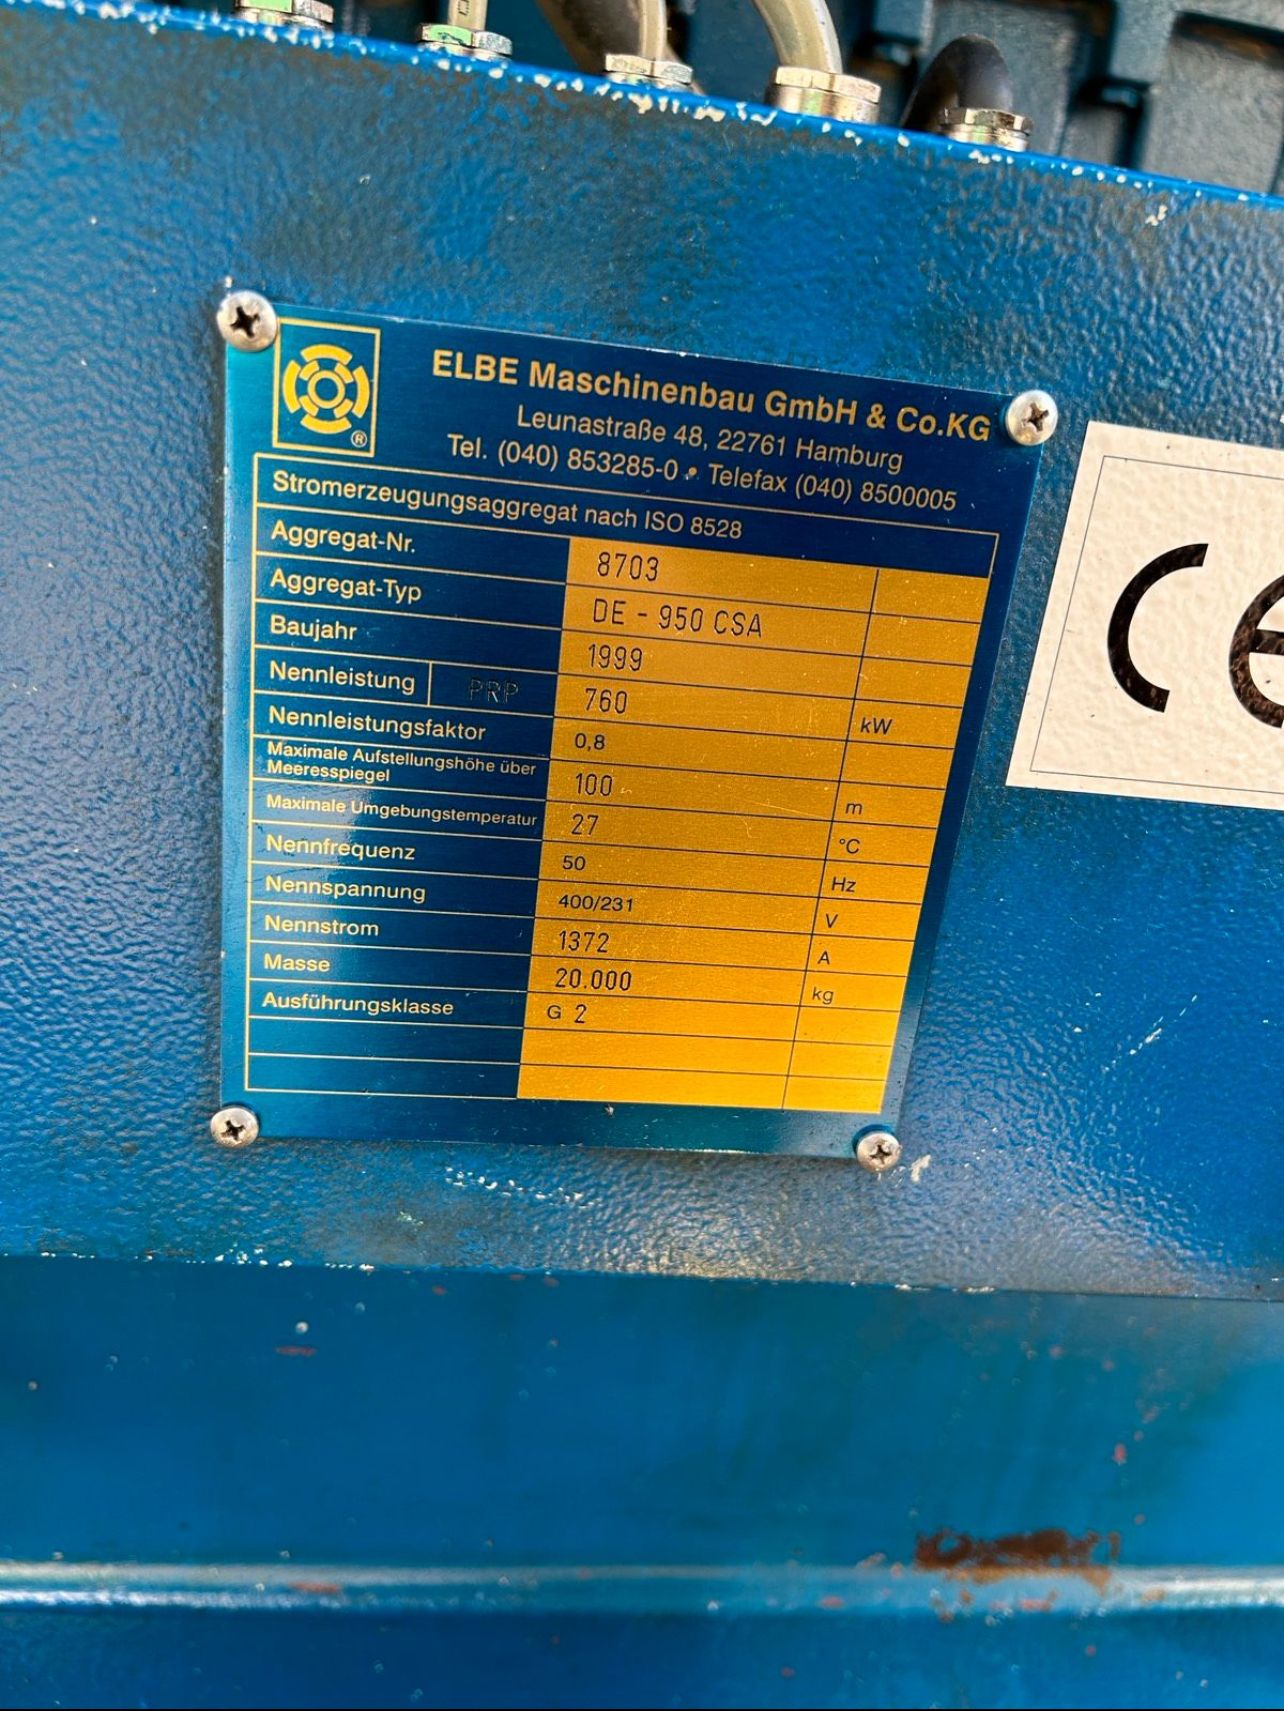 ELBE Maschinenbau GmbH & Co.KG
Leunastraße 48, 22761 Hamburg
Tel. (040) 853285-0 • Telefax (040) 8500005
®
Stromerzeugungsaggregat nach ISO 8528
Aggregat-Nr. 8703
Aggregat-Typ DE - 950 CSA
Baujahr 1999
Nennleistung PRP 760 kW
Nennleistungsfaktor 0,8
Maximale Aufstellungshöhe über
Meeresspiegel 100 m
Maximale Umgebungstemperatur 27 °C
Nennfrequenz 50 Hz
Nennspannung 400/231 V
Nennstrom 1372 A
Masse 20.000 kg
Ausführungsklasse G 2
CE